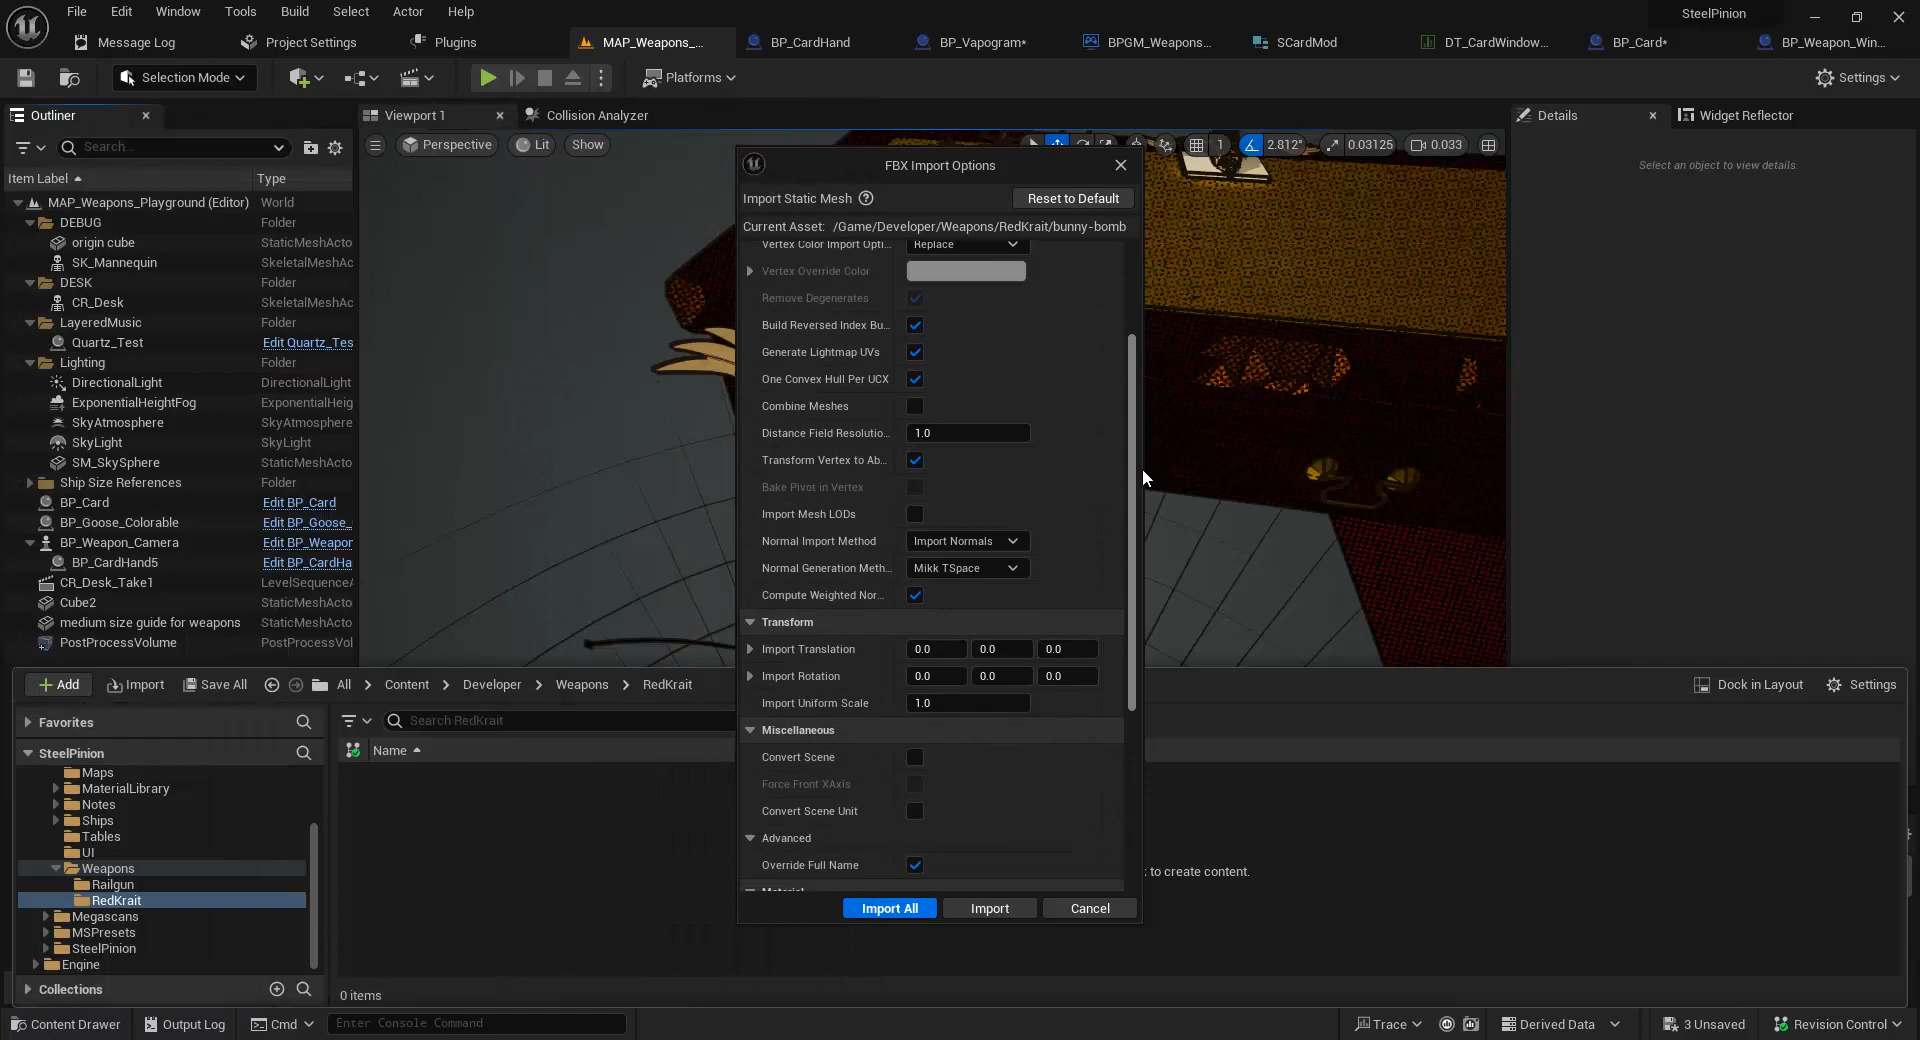 File Edit Window Tools Build Select Actor Help
SteelPinion
Message Log
Project Settings
Plugins
MAP_Weapons_...
BP_CardHand
BP_Vapogram*
BPGM_Weapons...
SCardMod
DT_CardWindow...
BP_Card*
BP_Weapon_Win...
Selection Mode
Platforms
Settings
Outliner
Search...
Item Label Type
MAP_Weapons_Playground (Editor) World
DEBUG Folder
origin cube StaticMeshActo
SK_Mannequin SkeletalMeshAc
DESK Folder
CR_Desk SkeletalMeshAc
LayeredMusic Folder
Quartz_Test Edit Quartz_Tes
Lighting Folder
DirectionalLight DirectionalLight
ExponentialHeightFog ExponentialHeig
SkyAtmosphere SkyAtmosphere
SkyLight SkyLight
SM_SkySphere StaticMeshActo
Ship Size References Folder
BP_Card Edit BP_Card
BP_Goose_Colorable Edit BP_Goose_
BP_Weapon_Camera Edit BP_Weapon
BP_CardHand5 Edit BP_CardHa
CR_Desk_Take1 LevelSequenceA
Cube2 StaticMeshActo
medium size guide for weapons StaticMeshActo
PostProcessVolume PostProcessVol
Viewport 1
Collision Analyzer
Perspective
Lit
Show
1
2.812°
0.03125
0.033
Details
Widget Reflector
Select an object to view details.
FBX Import Options
Import Static Mesh
Reset to Default
Current Asset: /Game/Developer/Weapons/RedKrait/bunny-bomb
Vertex Color Import Opti... Replace
Vertex Override Color
Remove Degenerates
Build Reversed Index Bu...
Generate Lightmap UVs
One Convex Hull Per UCX
Combine Meshes
Distance Field Resolutio... 1.0
Transform Vertex to Ab...
Bake Pivot in Vertex
Import Mesh LODs
Normal Import Method Import Normals
Normal Generation Meth... Mikk TSpace
Compute Weighted Nor...
Transform
Import Translation 0.0 0.0 0.0
Import Rotation 0.0 0.0 0.0
Import Uniform Scale 1.0
Miscellaneous
Convert Scene
Force Front XAxis
Convert Scene Unit
Advanced
Override Full Name
Material
Import All
Import
Cancel
Add
Import
Save All
All > Content > Developer > Weapons > RedKrait
Dock in Layout
Settings
Favorites
Search RedKrait
SteelPinion
Name
Maps
MaterialLibrary
Notes
Ships
Tables
UI
Weapons
Railgun
RedKrait
Megascans
MSPresets
SteelPinion
Engine
Collections
to create content.
0 items
Content Drawer
Output Log
Cmd
Enter Console Command
Trace
Derived Data
3 Unsaved
Revision Control